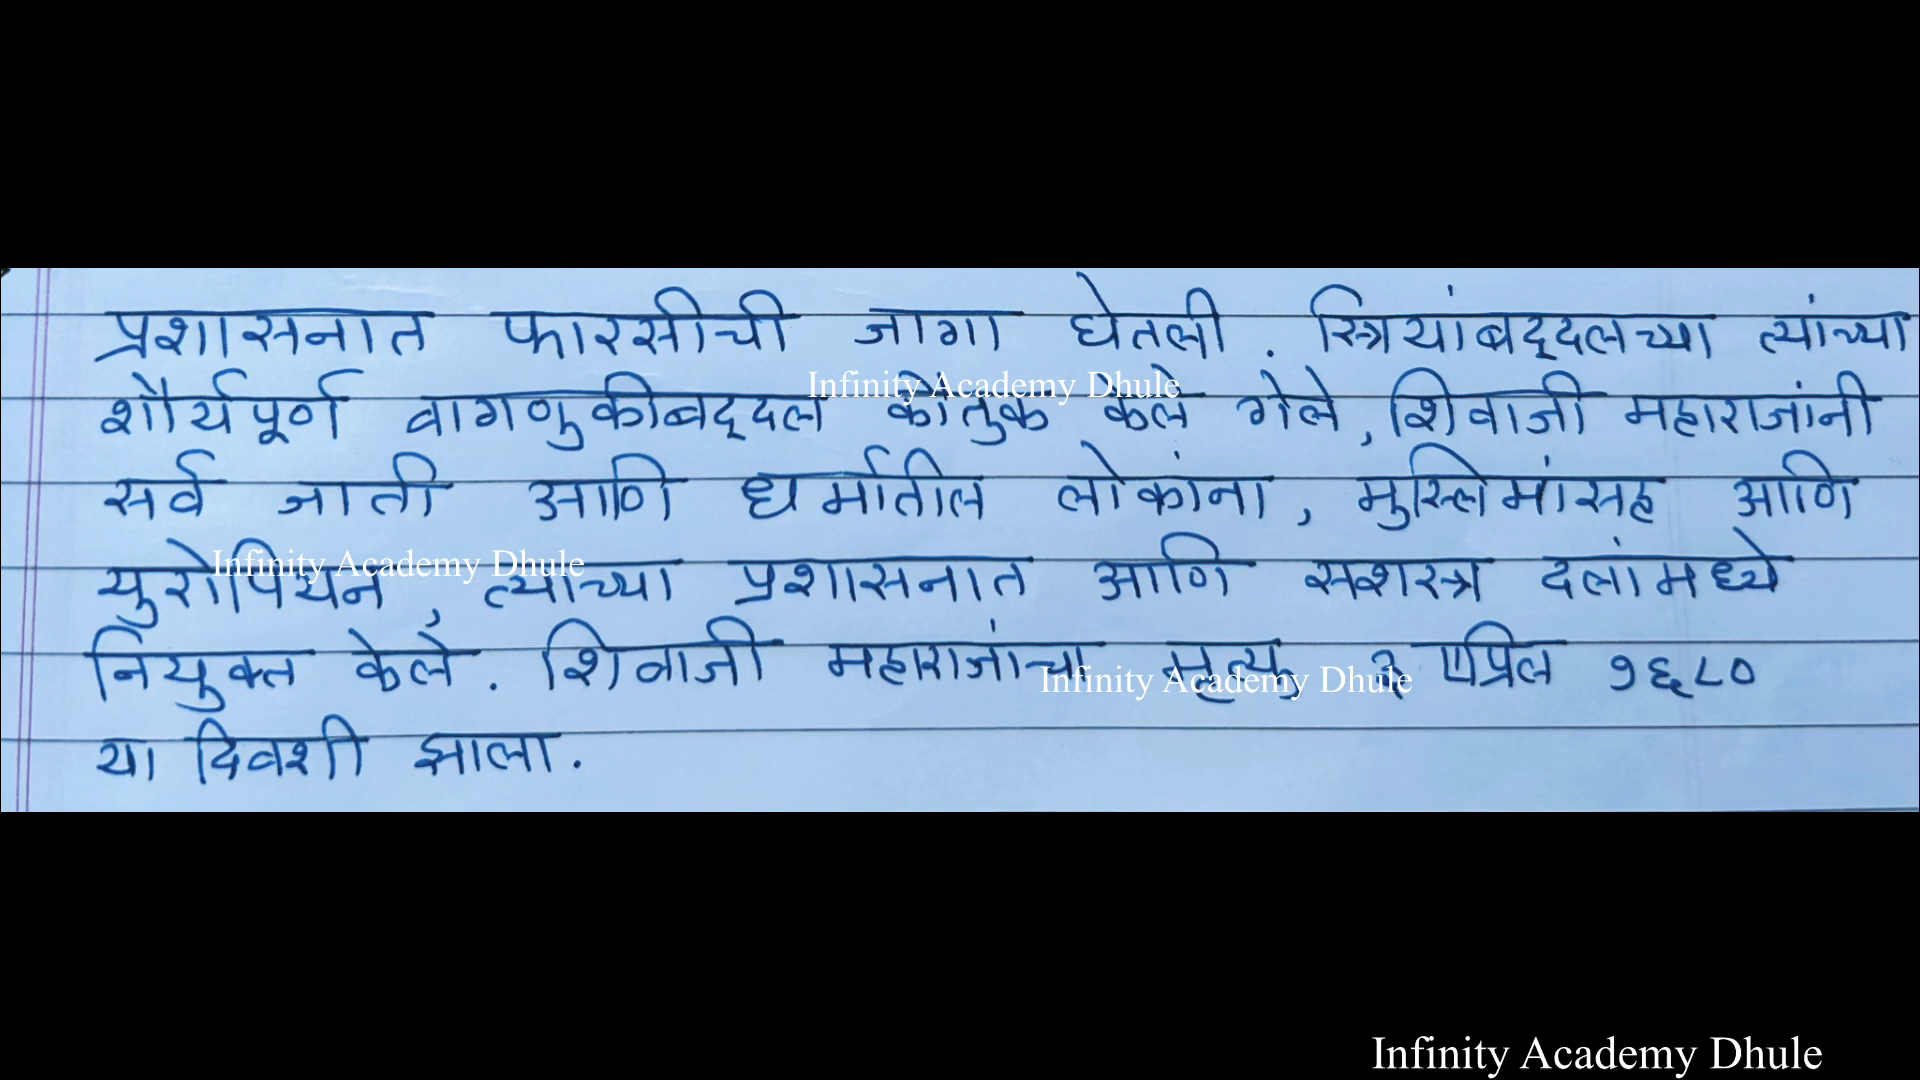 प्रशासनात फारसीची जागा घेतली. स्त्रियांबद्दलच्या त्यांच्या
Infinity Academy Dhule
शौर्यपूर्ण वागणुकीबद्दल कौतुक केले गेले, शिवाजी महाराजांनी
सर्व जाती आणि धर्मातील लोकांना, मुस्लिमांसह आणि
Infinity Academy Dhule
युरोपियन, त्यांच्या प्रशासनात आणि सशस्त्र दलांमध्ये
नियुक्त केले. शिवाजी महाराजांचा मृत्यु ३ एप्रिल १६८०
Infinity Academy Dhule
या दिवशी झाला.
Infinity Academy Dhule